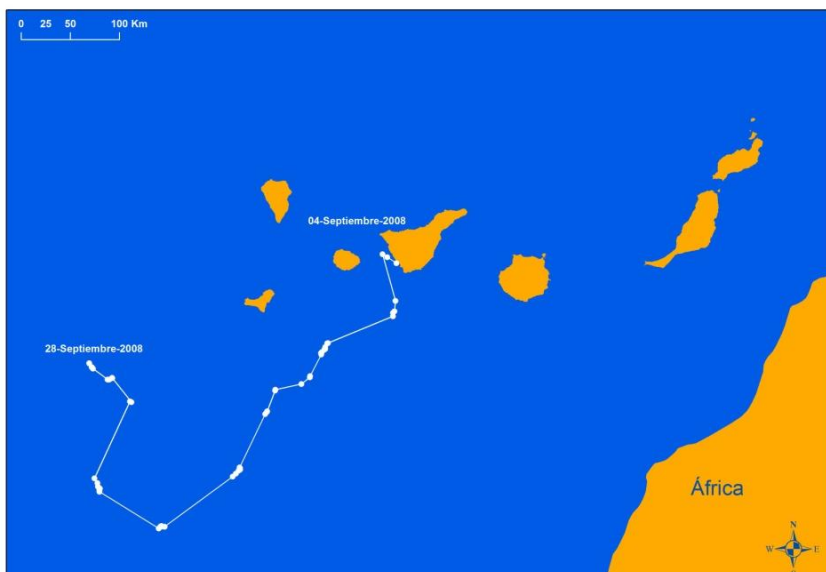 0 25 50 100 Km
04-Septiembre-2008
28-Septiembre-2008
África
N
W E